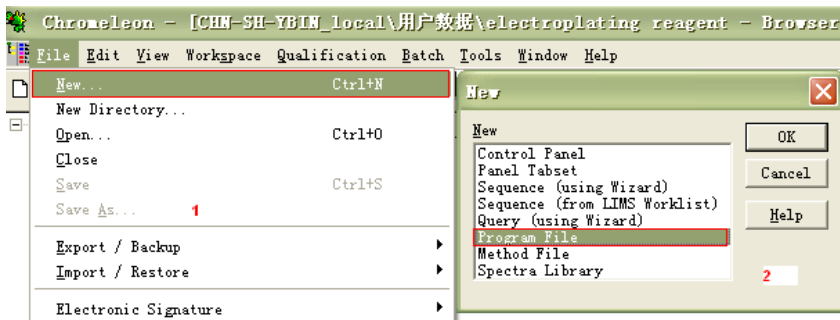 Chromeleon - [CHN-SH-YBIN_local\用户数据\electroplating reagent - Browser
File Edit View Workspace Qualification Batch Tools Window Help
New... Ctrl+N
New Directory...
Open... Ctrl+O
Close
Save Ctrl+S
Save As... 1
Export / Backup
Import / Restore
Electronic Signature
New
New
Control Panel
Panel Tabset
Sequence (using Wizard)
Sequence (from LIMS Worklist)
Query (using Wizard)
Program File
Method File
Spectra Library
OK
Cancel
Help
2